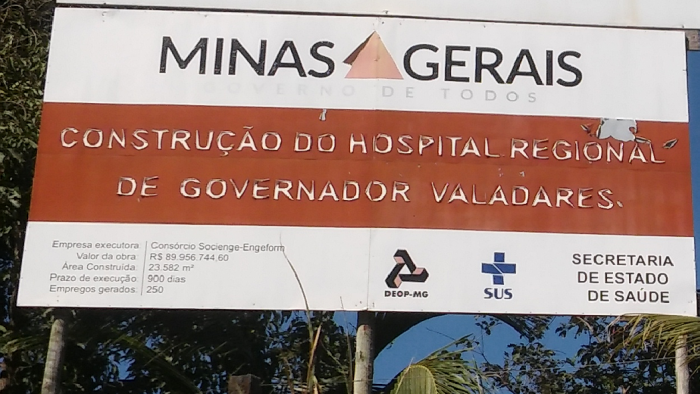 MINAS GERAIS
GOVERNO DE TODOS
CONSTRUÇÃO DO HOSPITAL REGIONAL
DE GOVERNADOR VALADARES.
Empresa executora: Consórcio Socienge-Engeform
Valor da obra: R$ 89.956.744,60
Área Construída: 23.582 m²
Prazo de execução: 900 dias
Empregos gerados: 250
DEOP-MG
SUS
SECRETARIA
DE ESTADO
DE SAÚDE